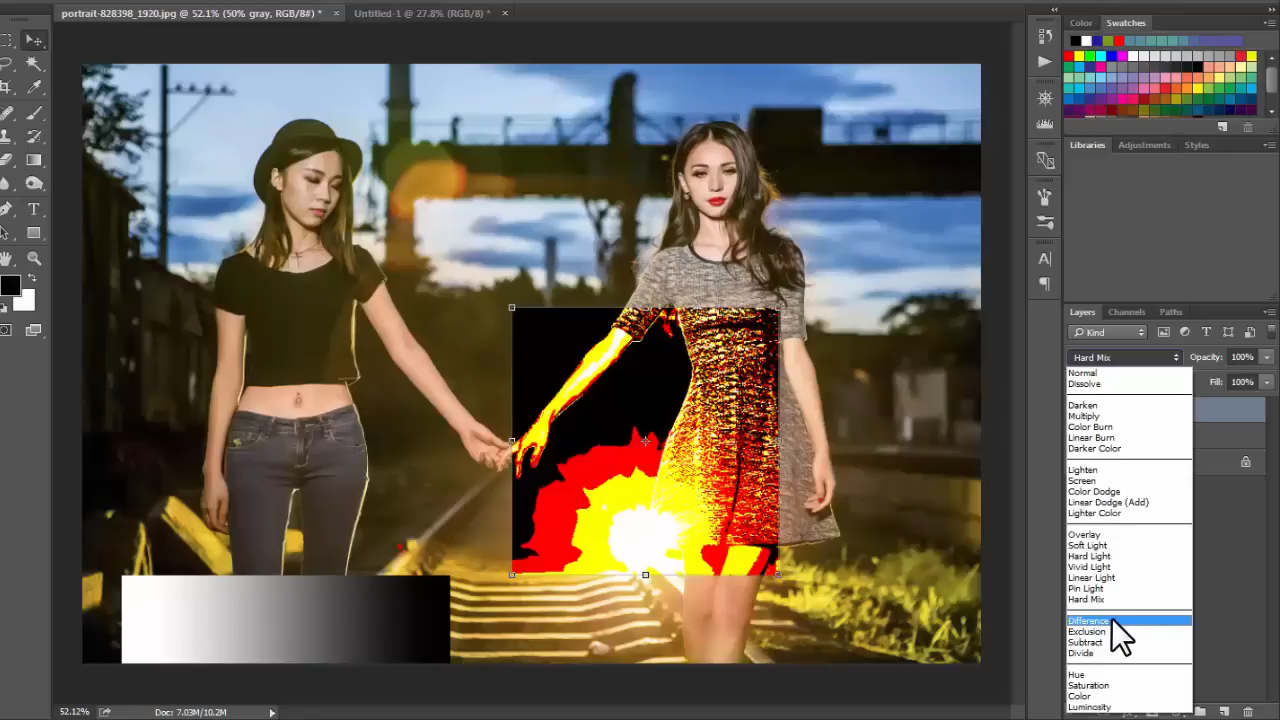 portrait-828398_1920.jpg @ 52.1% (50% gray, RGB/8#) * ×
Untitled-1 @ 27.8% (RGB/8) * ×
Color Swatches
Libraries Adjustments Styles
Layers Channels Paths
Kind
Hard Mix Opacity: 100%
Fill: 100%
Normal
Dissolve
Darken
Multiply
Color Burn
Linear Burn
Darker Color
Lighten
Screen
Color Dodge
Linear Dodge (Add)
Lighter Color
Overlay
Soft Light
Hard Light
Vivid Light
Linear Light
Pin Light
Hard Mix
Difference
Exclusion
Subtract
Divide
Hue
Saturation
Color
Luminosity
52.12% Doc: 7.03M/10.2M